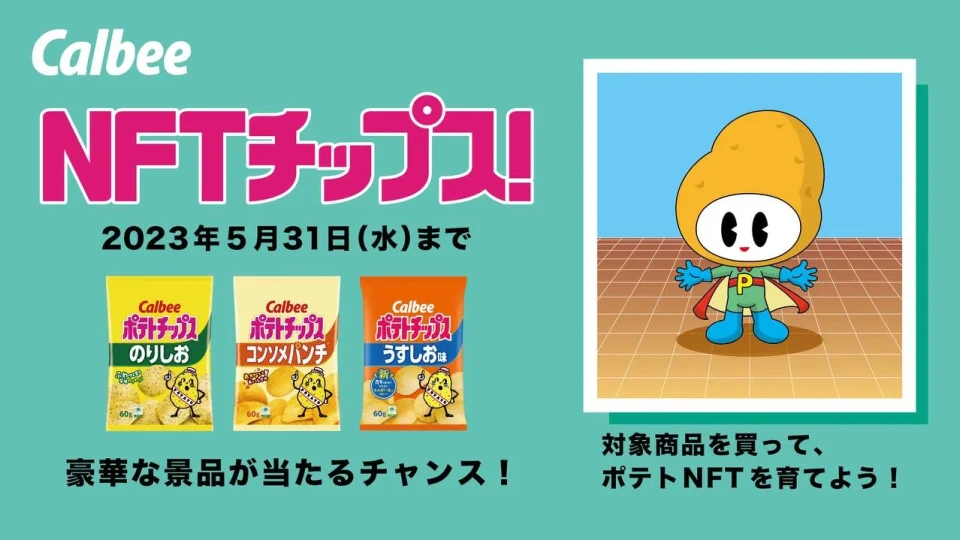 Calbee
NFTチップス!
2023年5月31日(水)まで
Calbee
ポテトチップス
のりしお
60g
Calbee
ポテトチップス
コンソメパンチ
60g
Calbee
ポテトチップス
うすしお味
新
60g
豪華な景品が当たるチャンス!
P
対象商品を買って、
ポテトNFTを育てよう!